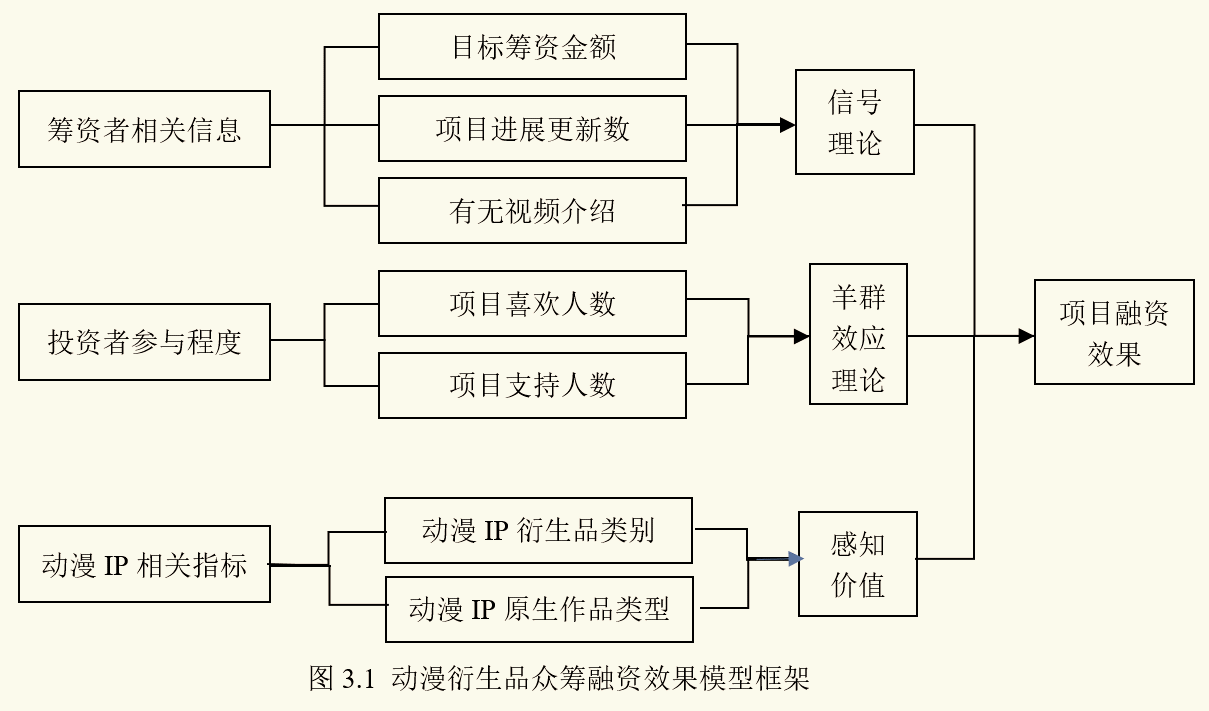 筹资者相关信息
目标筹资金额
项目进展更新数
有无视频介绍
信号
理论
投资者参与程度
项目喜欢人数
项目支持人数
羊群
效应
理论
项目融资
效果
动漫 IP 相关指标
动漫 IP 衍生品类别
动漫 IP 原生作品类型
感知
价值
图 3.1 动漫衍生品众筹融资效果模型框架